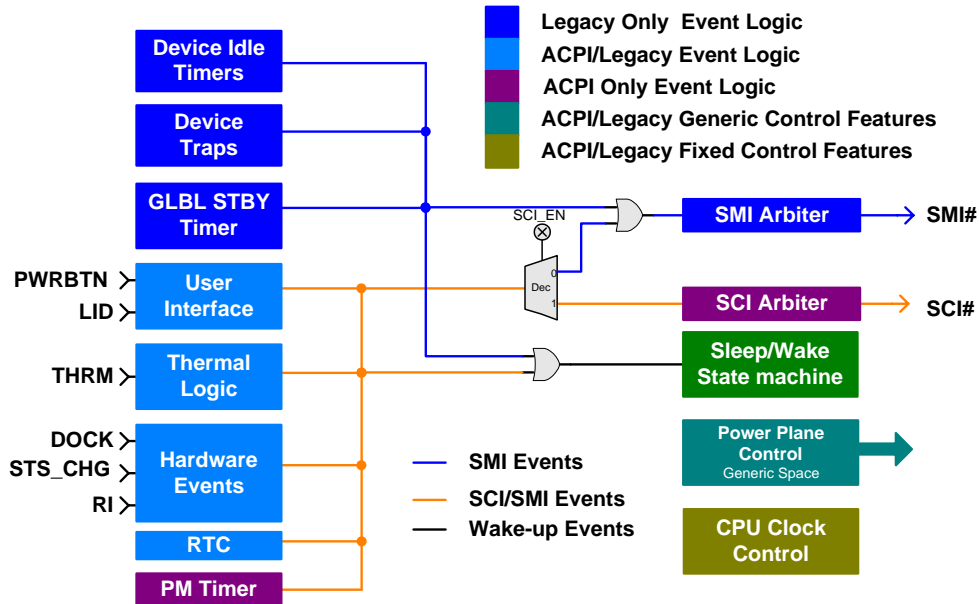 Legacy Only Event Logic
ACPI/Legacy Event Logic
ACPI Only Event Logic
ACPI/Legacy Generic Control Features
ACPI/Legacy Fixed Control Features
Device Idle
Timers
Device
Traps
GLBL STBY
Timer
SCI_EN
SMI Arbiter
SMI#
PWRBTN
LID
User
Interface
0
Dec
1
SCI Arbiter
SCI#
THRM
Thermal
Logic
Sleep/Wake
State machine
DOCK
STS_CHG
RI
Hardware
Events
SMI Events
SCI/SMI Events
Wake-up Events
Power Plane
Control
Generic Space
RTC
PM Timer
CPU Clock
Control